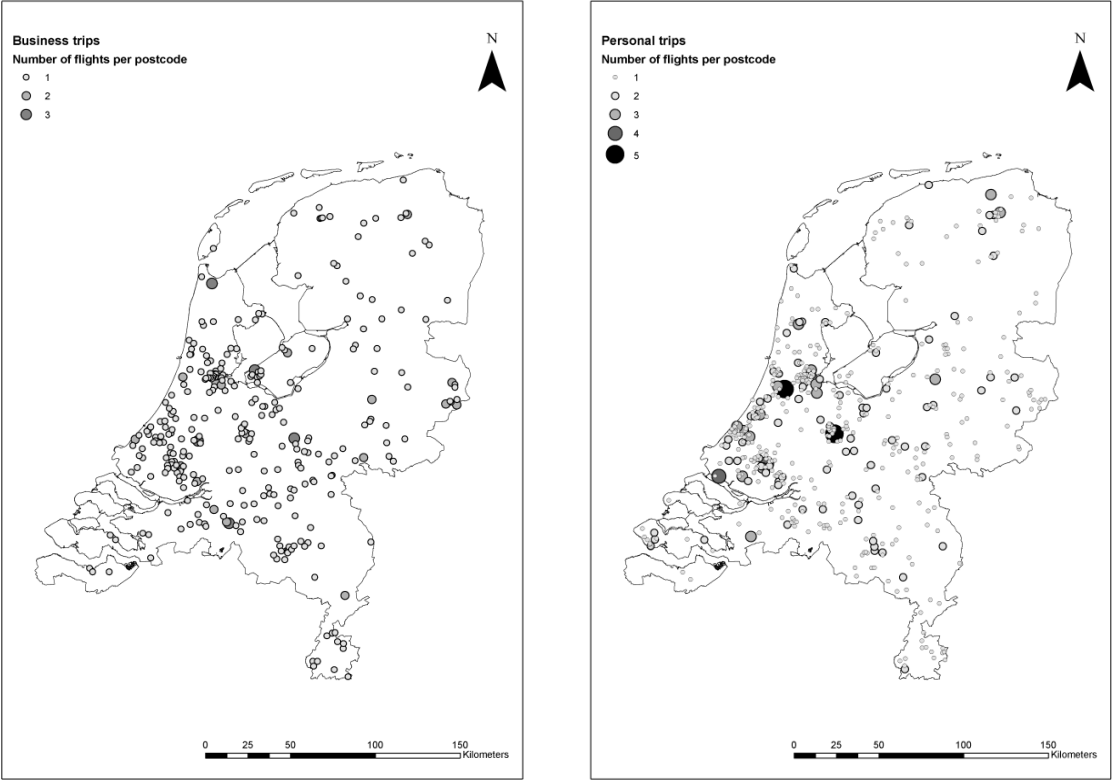 Business trips
Number of flights per postcode
1
2
3
N
0 25 50 100 150
Kilometers
Personal trips
Number of flights per postcode
1
2
3
4
5
N
0 25 50 100 150
Kilometers